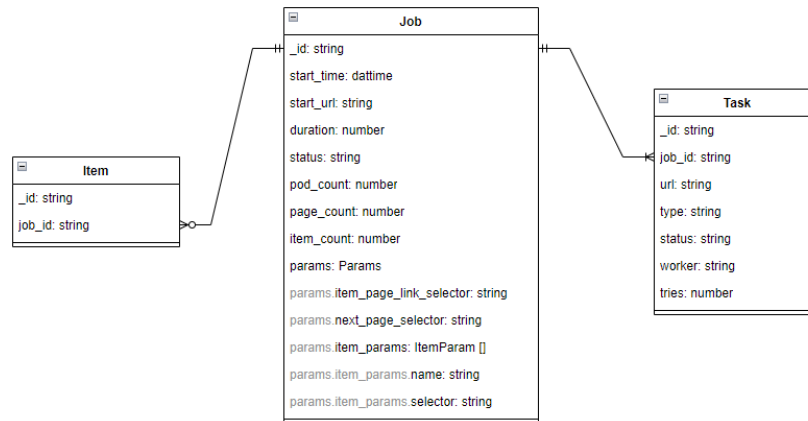 Job
_id: string
start_time: dattime
start_url: string
duration: number
status: string
pod_count: number
page_count: number
item_count: number
params: Params
params.item_page_link_selector: string
params.next_page_selector: string
params.item_params: ItemParam []
params.item_params.name: string
params.item_params.selector: string
Item
_id: string
job_id: string
Task
_id: string
job_id: string
url: string
type: string
status: string
worker: string
tries: number